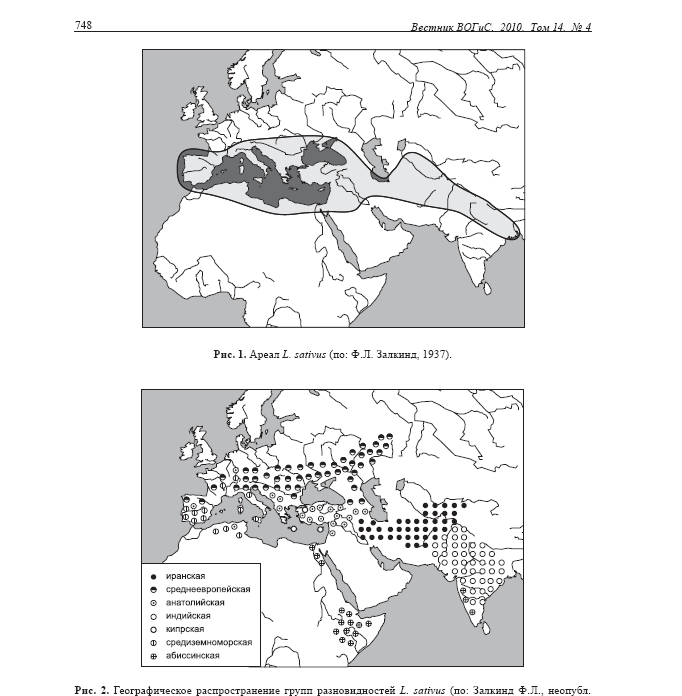 748
Вестник ВОГиС. 2010. Том 14. № 4
Рис. 1. Ареал L. sativus (по: Ф.Л. Залкинд, 1937).
иранская
среднеевропейская
анатолийская
индийская
кипрская
средиземноморская
абиссинская
Рис. 2. Географическое распространение групп разновидностей L. sativus (по: Залкинд Ф.Л., неопубл.